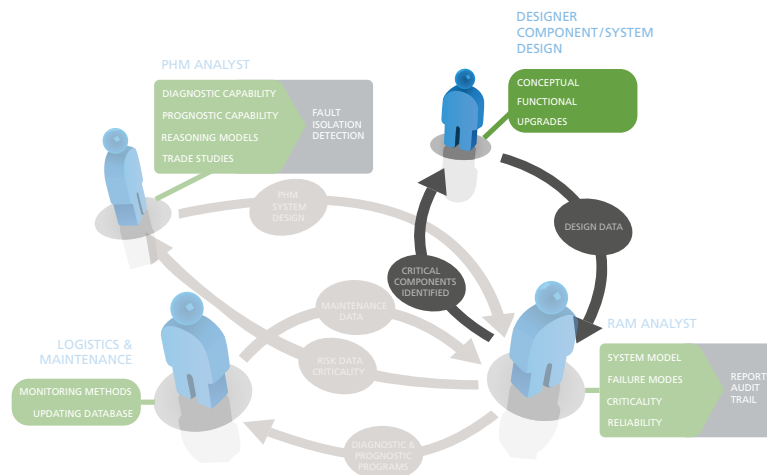 DESIGNER
COMPONENT/SYSTEM
DESIGN
CONCEPTUAL
FUNCTIONAL
UPGRADES
PHM ANALYST
DIAGNOSTIC CAPABILITY
PROGNOSTIC CAPABILITY
REASONING MODELS
TRADE STUDIES
FAULT
ISOLATION
DETECTION
PHM
SYSTEM
DESIGN
DESIGN DATA
CRITICAL
COMPONENTS
IDENTIFIED
MAINTENANCE
DATA
RISK DATA
CRITICALITY
LOGISTICS &
MAINTENANCE
MONITORING METHODS
UPDATING DATABASE
RAM ANALYST
SYSTEM MODEL
FAILURE MODES
CRITICALITY
RELIABILITY
REPORT
AUDIT
TRAIL
DIAGNOSTIC &
PROGNOSTIC
PROGRAMS